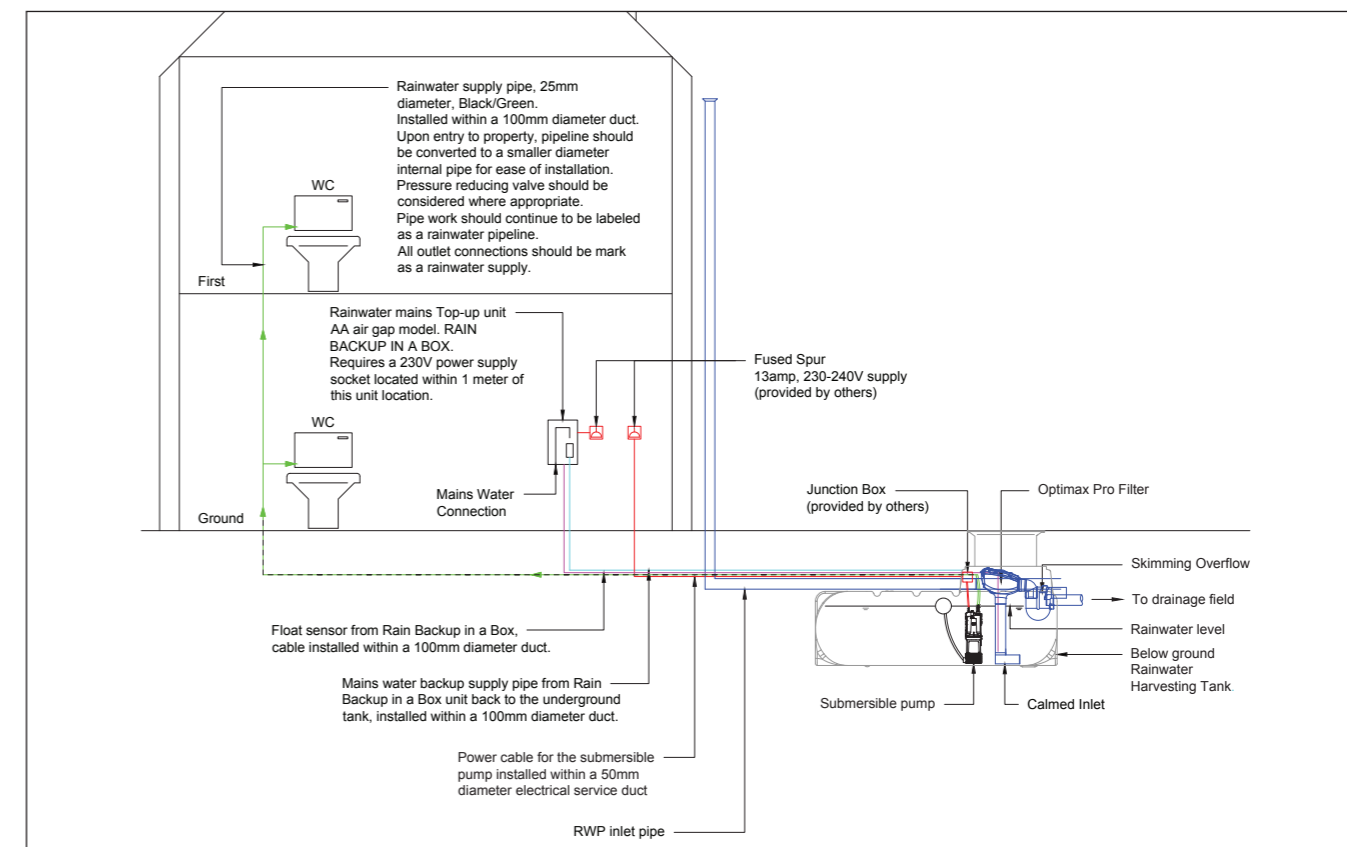 Rainwater supply pipe, 25mm
diameter, Black/Green.
Installed within a 100mm diameter duct.
Upon entry to property, pipeline should
be converted to a smaller diameter
internal pipe for ease of installation.
Pressure reducing valve should be
considered where appropriate.
Pipe work should continue to be labeled
as a rainwater pipeline.
All outlet connections should be mark
as a rainwater supply.
WC
First
Rainwater mains Top-up unit
AA air gap model. RAIN
BACKUP IN A BOX.
Requires a 230V power supply
socket located within 1 meter of
this unit location.
Fused Spur
13amp, 230-240V supply
(provided by others)
WC
Mains Water
Connection
Ground
Junction Box
(provided by others)
Optimax Pro Filter
Skimming Overflow
To drainage field
Rainwater level
Below ground
Rainwater
Harvesting Tank.
Submersible pump
Calmed Inlet
Float sensor from Rain Backup in a Box,
cable installed within a 100mm diameter duct.
Mains water backup supply pipe from Rain
Backup in a Box unit back to the underground
tank, installed within a 100mm diameter duct.
Power cable for the submersible
pump installed within a 50mm
diameter electrical service duct
RWP inlet pipe